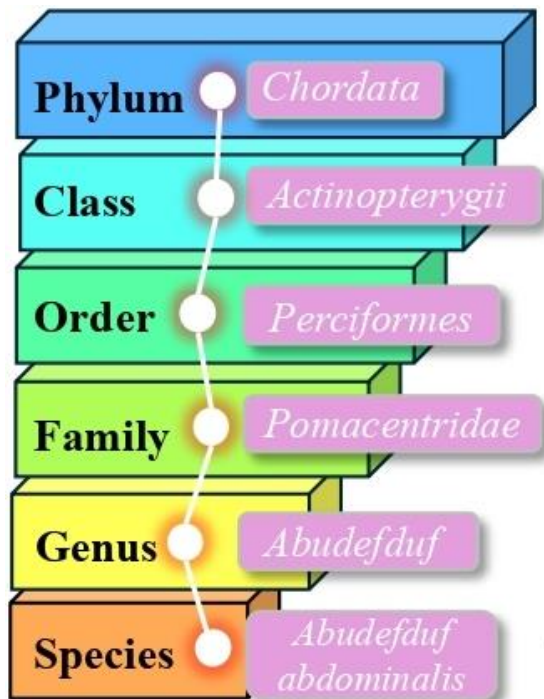 Phylum Chordata
Class Actinopterygii
Order Perciformes
Family Pomacentridae
Genus Abudefduf
Species Abudefduf
abdominalis